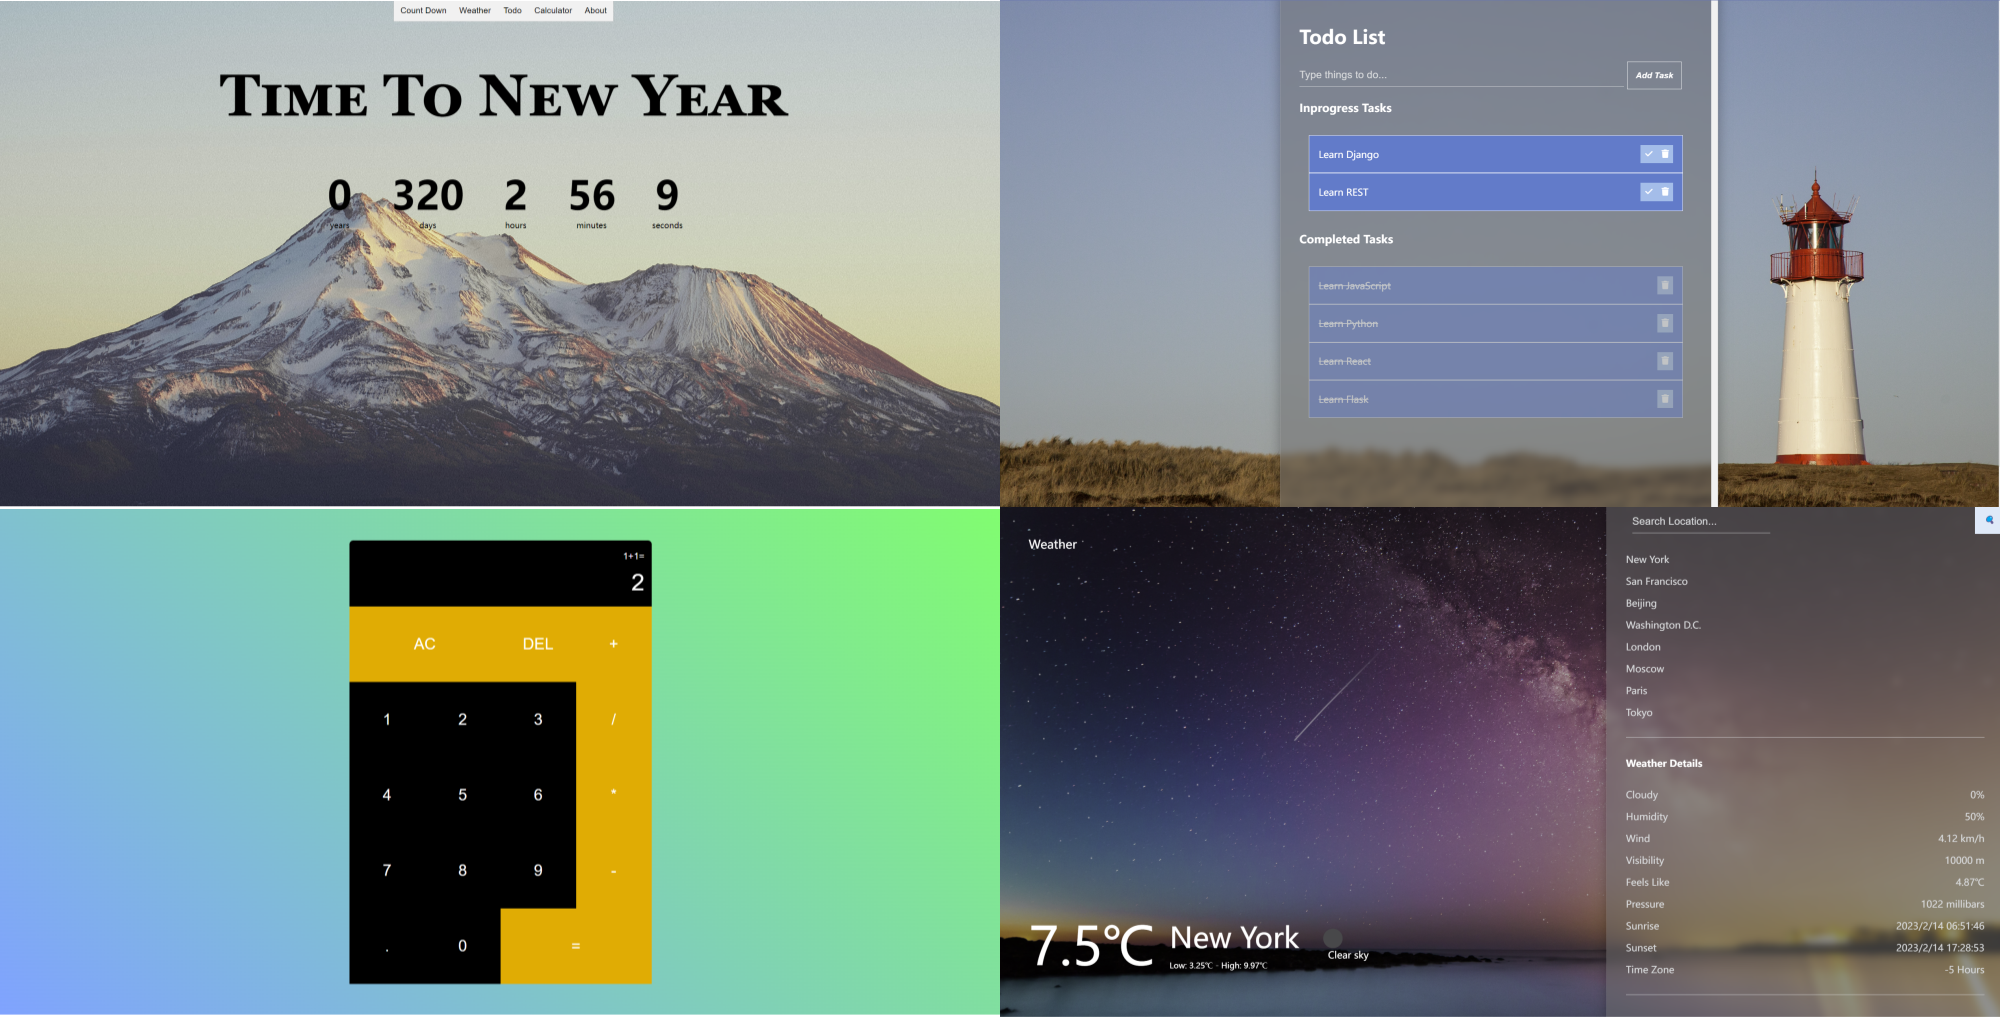 Count Down Weather Todo Calculator About
Time To New Year
0 320 2 56 9
years days hours minutes seconds
Todo List
Type things to do...
Add Task
Inprogress Tasks
Learn Django
Learn REST
Completed Tasks
Learn JavaScript
Learn Python
Learn React
Learn Flask
1+1=
2
AC DEL +
1 2 3 /
4 5 6 *
7 8 9 -
. 0 =
Weather
7.5°C New York
Low: 3.25°C - High: 9.97°C
Clear sky
Search Location...
New York
San Francisco
Beijing
Washington D.C.
London
Moscow
Paris
Tokyo
Weather Details
Cloudy 0%
Humidity 50%
Wind 4.12 km/h
Visibility 10000 m
Feels Like 4.87°C
Pressure 1022 millibars
Sunrise 2023/2/14 06:51:46
Sunset 2023/2/14 17:28:53
Time Zone -5 Hours